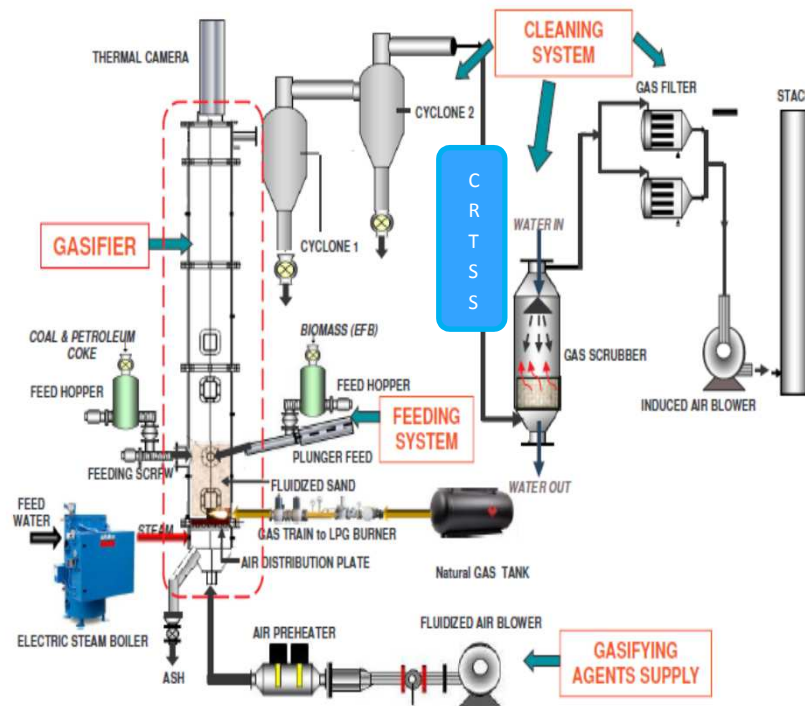 CLEANING
SYSTEM
THERMAL CAMERA
CYCLONE 2
GAS FILTER
STAC
C
R
T
S
S
WATER IN
GASIFIER
CYCLONE 1
COAL & PETROLEUM
COKE
BIOMASS (EFB)
GAS SCRUBBER
FEED HOPPER
FEED HOPPER
INDUCED AIR BLOWER
FEEDING
SYSTEM
PLUNGER FEED
FEEDING SCRFW
FLUIDIZED SAND
WATER OUT
FEED
WATER
STEAM
GAS TRAIN to LPG BURNER
AIR DISTRIBUTION PLATE
Natural GAS TANK
ELECTRIC STEAM BOILER
AIR PREHEATER
FLUIDIZED AIR BLOWER
ASH
GASIFYING
AGENTS SUPPLY